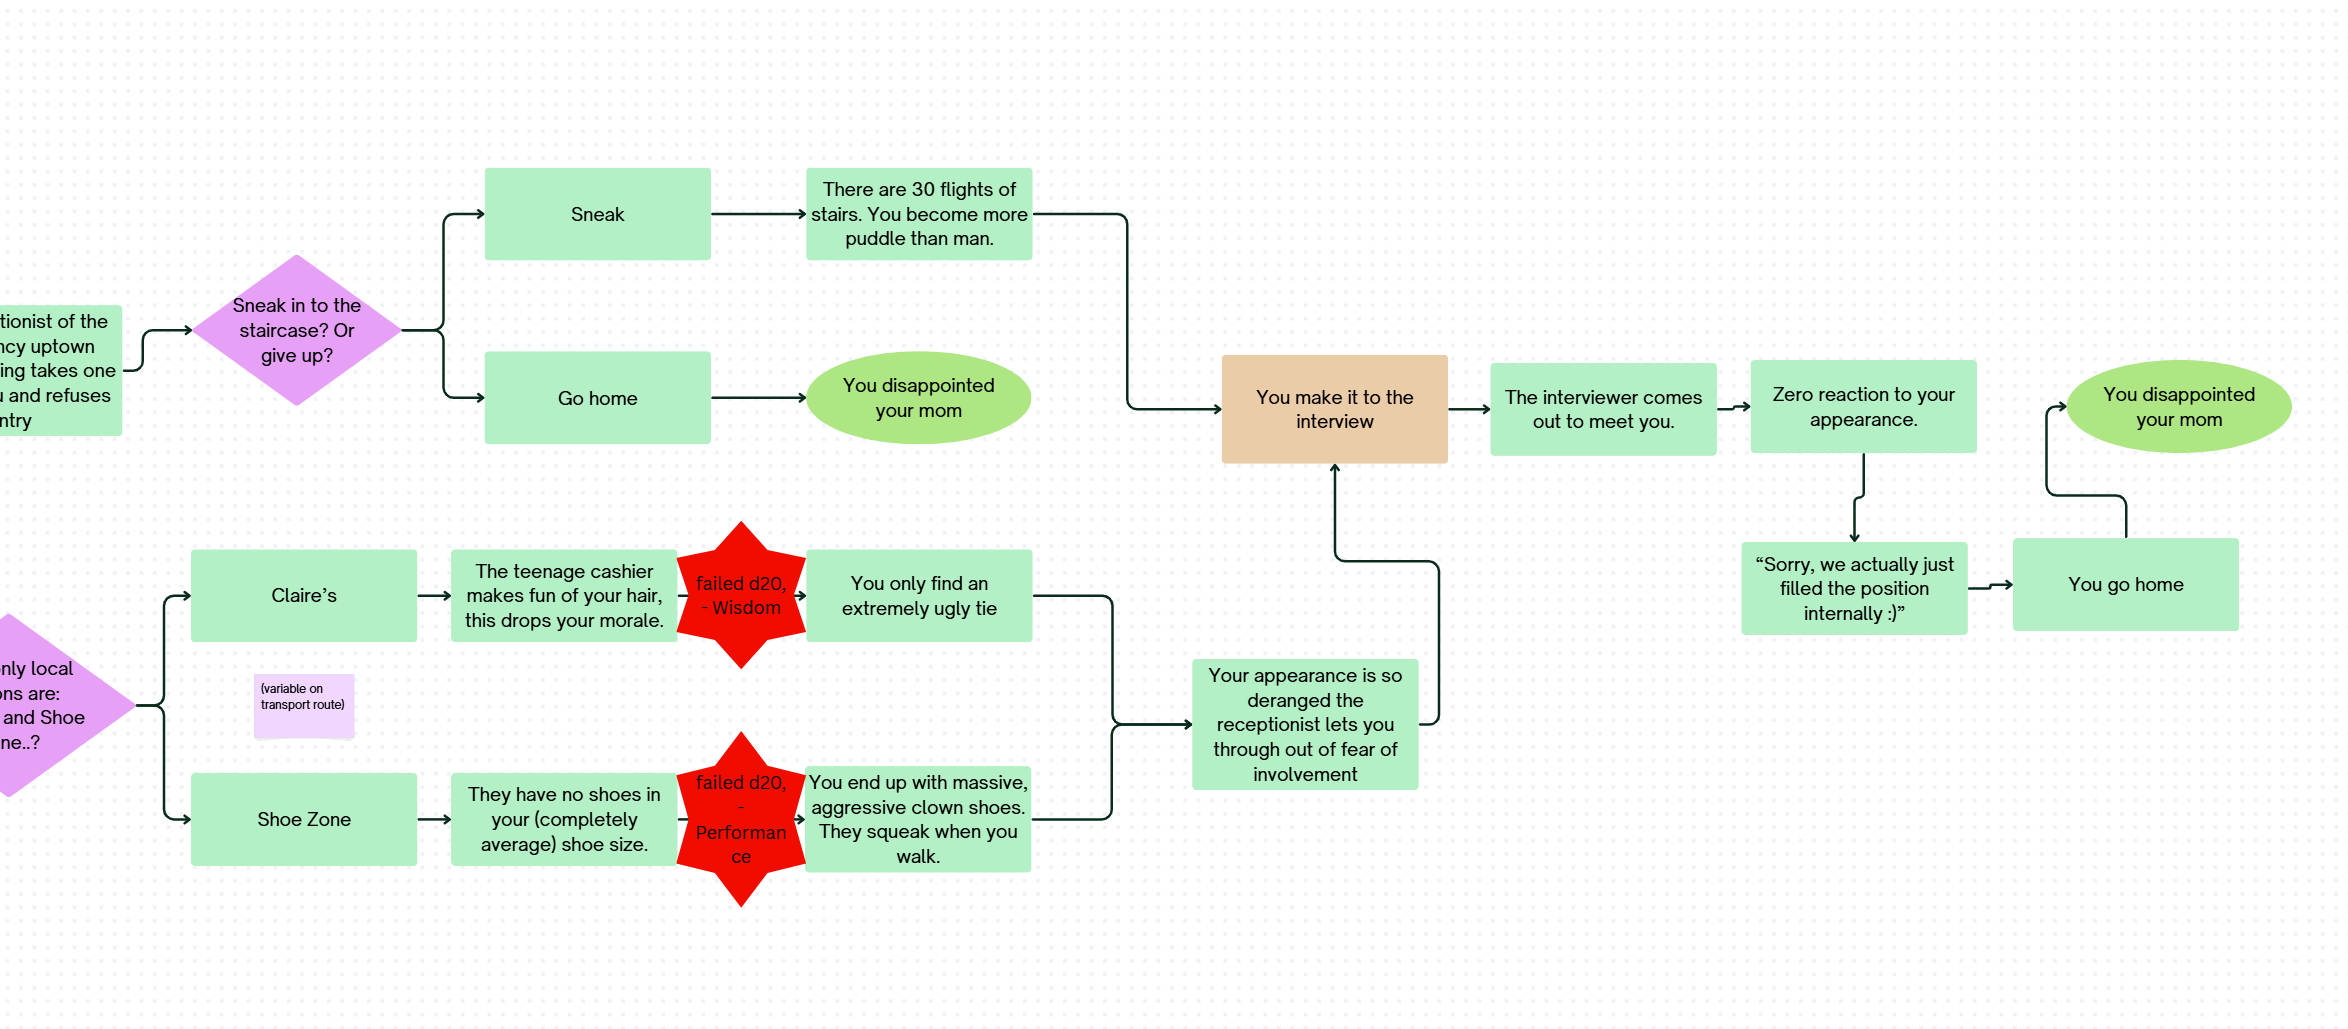 Sneak
There are 30 flights of
stairs. You become more
puddle than man.
Sneak in to the
staircase? Or
give up?
tionist of the
ncy uptown
ing takes one
u and refuses
ntry
Go home
You disappointed
your mom
You make it to the
interview
The interviewer comes
out to meet you.
Zero reaction to your
appearance.
You disappointed
your mom
“Sorry, we actually just
filled the position
internally :)”
You go home
Claire’s
The teenage cashier
makes fun of your hair,
this drops your morale.
failed d20,
- Wisdom
You only find an
extremely ugly tie
nly local
ns are:
and Shoe
ne..?
(variable on
transport route)
Your appearance is so
deranged the
receptionist lets you
through out of fear of
involvement
Shoe Zone
They have no shoes in
your (completely
average) shoe size.
failed d20,
-
Performan
ce
You end up with massive,
aggressive clown shoes.
They squeak when you
walk.